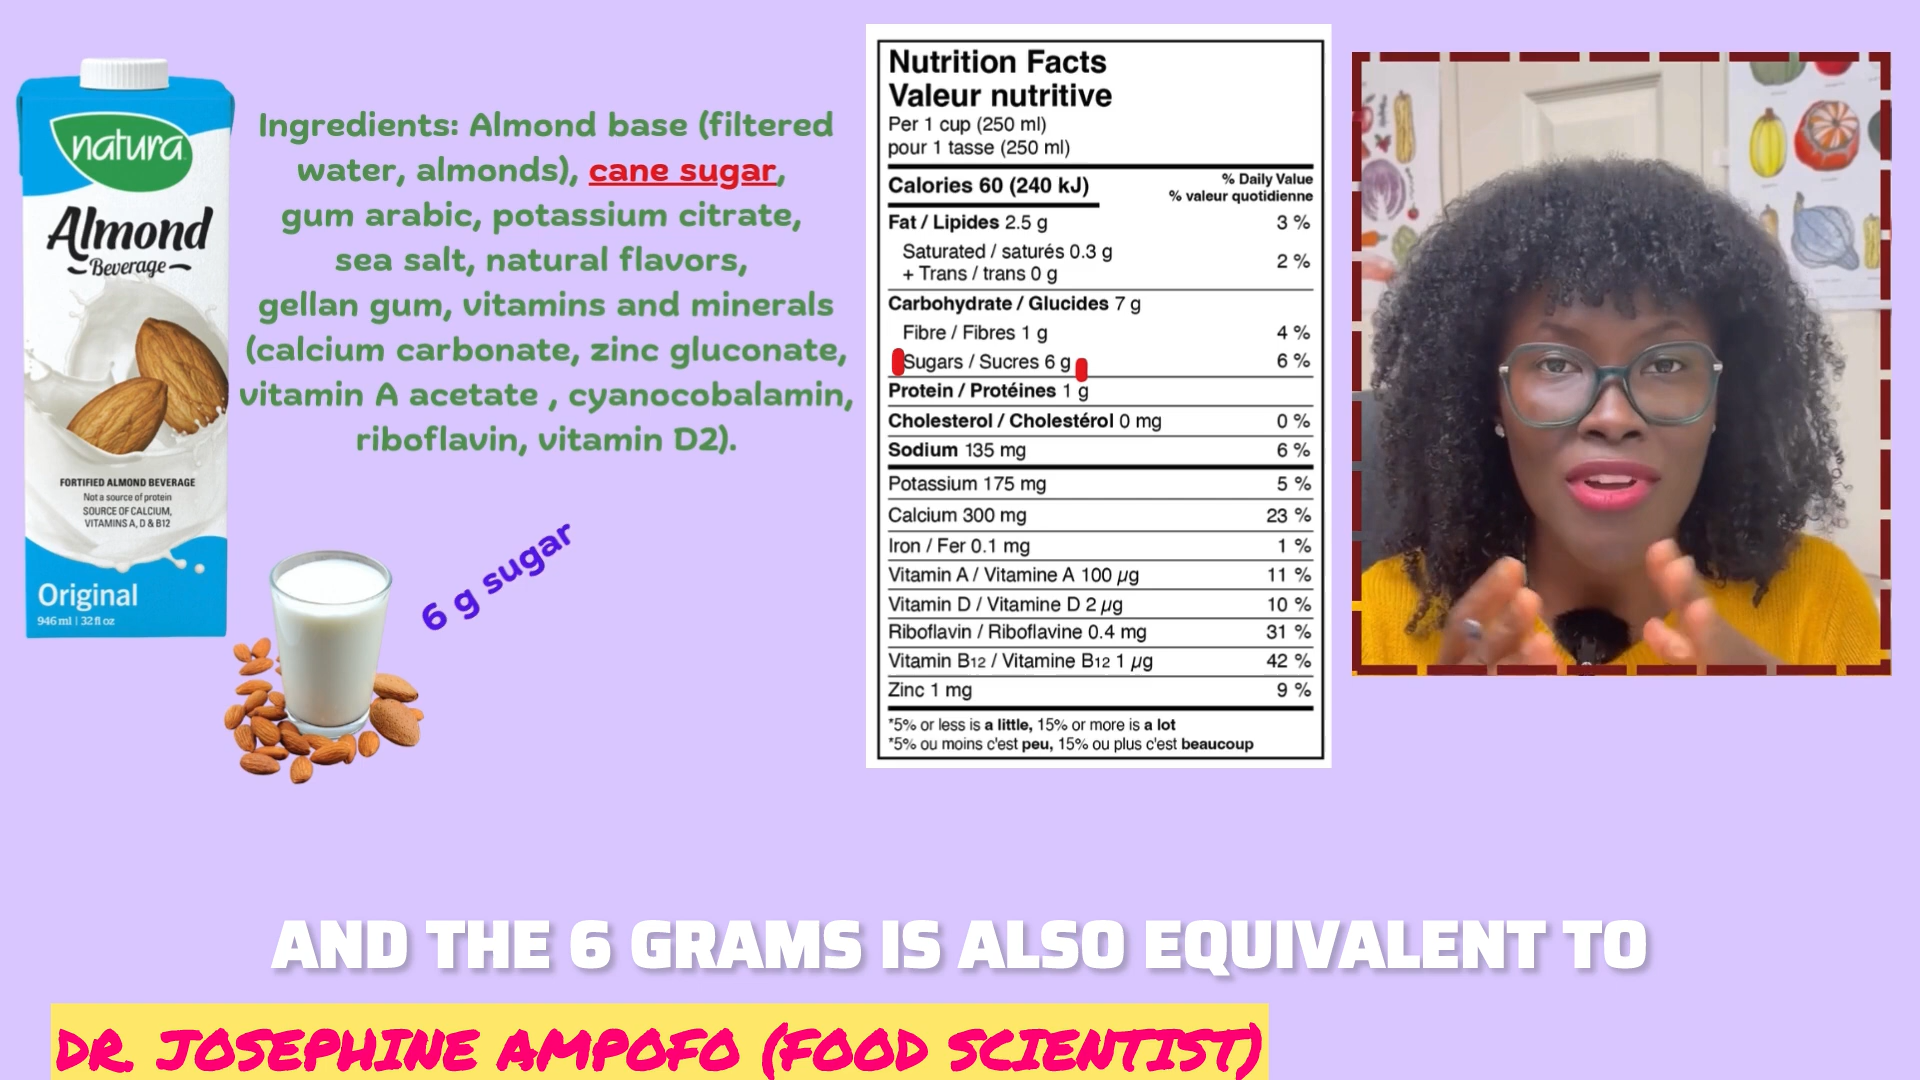 natura
Almond
Beverage
FORTIFIED ALMOND BEVERAGE
Not a source of protein
SOURCE OF CALCIUM,
VITAMINS A, D & B12
Original
946 ml | 32 fl oz
Ingredients: Almond base (filtered
water, almonds), cane sugar,
gum arabic, potassium citrate,
sea salt, natural flavors,
gellan gum, vitamins and minerals
(calcium carbonate, zinc gluconate,
vitamin A acetate , cyanocobalamin,
riboflavin, vitamin D2).
6 g sugar
Nutrition Facts
Valeur nutritive
Per 1 cup (250 ml)
pour 1 tasse (250 ml)
Calories 60 (240 kJ)
% Daily Value
% valeur quotidienne
Fat / Lipides 2.5 g 3 %
Saturated / saturés 0.3 g
+ Trans / trans 0 g
2 %
Carbohydrate / Glucides 7 g
Fibre / Fibres 1 g 4 %
Sugars / Sucres 6 g 6 %
Protein / Protéines 1 g
Cholesterol / Cholestérol 0 mg 0 %
Sodium 135 mg 6 %
Potassium 175 mg 5 %
Calcium 300 mg 23 %
Iron / Fer 0.1 mg 1 %
Vitamin A / Vitamine A 100 µg 11 %
Vitamin D / Vitamine D 2 µg 10 %
Riboflavin / Riboflavine 0.4 mg 31 %
Vitamin B12 / Vitamine B12 1 µg 42 %
Zinc 1 mg 9 %
*5% or less is a little, 15% or more is a lot
*5% ou moins c'est peu, 15% ou plus c'est beaucoup
AND THE 6 GRAMS IS ALSO EQUIVALENT TO
DR. JOSEPHINE AMPOFO (FOOD SCIENTIST)